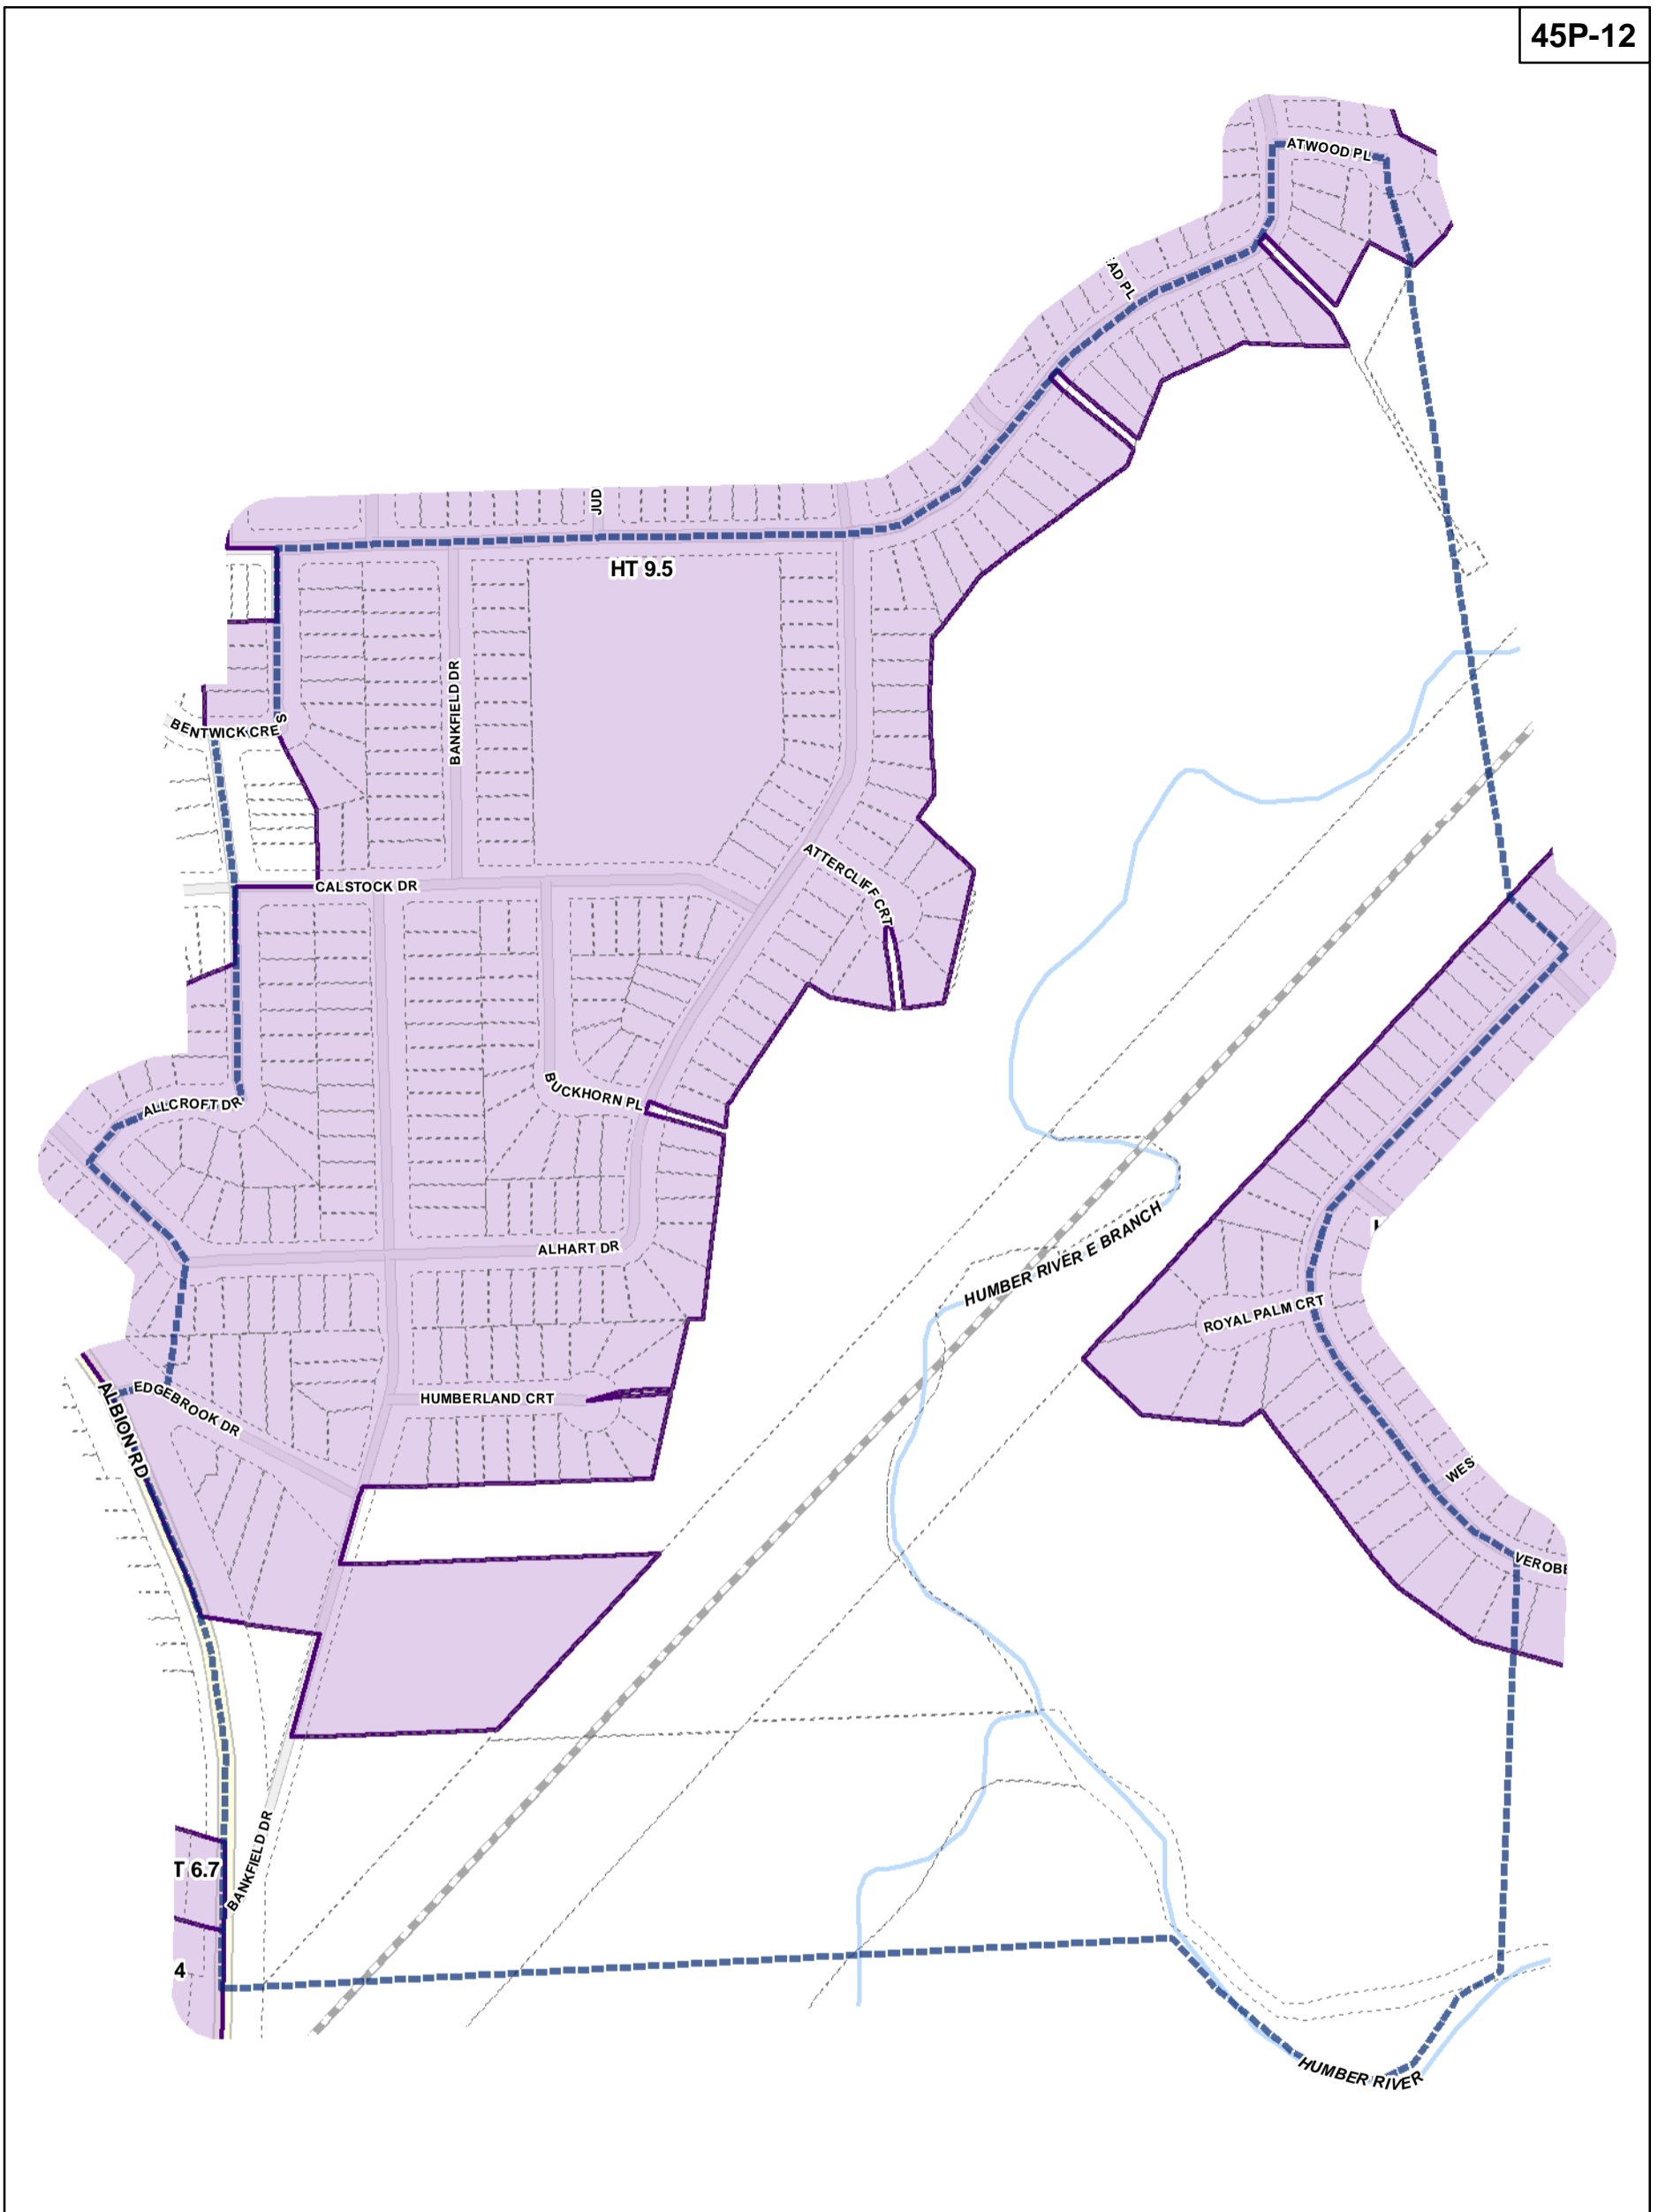 45P-12
ATWOOD PL
AD PL
JUD
HT 9.5
BANKFIELD DR
BENTWICK CRES
CALSTOCK DR
ATTERCLIFF CRT
BUCKHORN PL
ALLCROFT DR
ALHART DR
HUMBER RIVER E BRANCH
ROYAL PALM CRT
EDGEBROOK DR
HUMBERLAND CRT
ALBION RD
WES
VEROBE
T 6.7
BANKFIELD DR
4
HUMBER RIVER